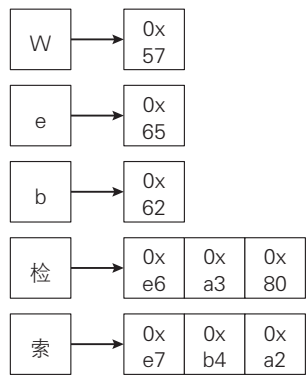 W 0x 57
e 0x 65
b 0x 62
检 0x e6 0x a3 0x 80
索 0x e7 0x b4 0x a2